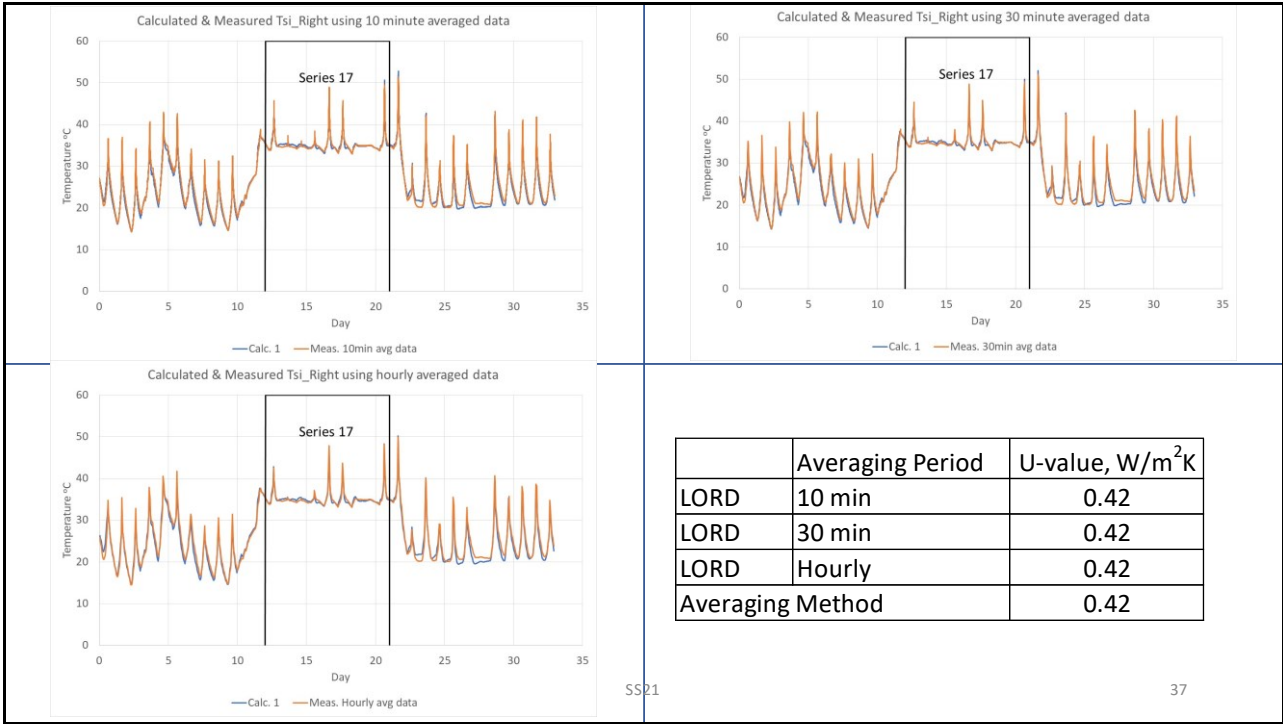 Calculated & Measured Tsi_Right using 10 minute averaged data
60
50
40
30
20
10
0
Temperature ᵒC
Series 17
0 5 10 15 20 25 30 35
Day
Calc. 1 Meas. 10min avg data
Calculated & Measured Tsi_Right using 30 minute averaged data
60
50
40
30
20
10
0
Temperature ᵒC
Series 17
0 5 10 15 20 25 30 35
Day
Calc. 1 Meas. 30min avg data
Calculated & Measured Tsi_Right using hourly averaged data
60
50
40
30
20
10
0
Temperature ᵒC
Series 17
0 5 10 15 20 25 30 35
Day
Calc. 1 Meas. Hourly avg data
Averaging Period U-value, W/m²K
LORD 10 min 0.42
LORD 30 min 0.42
LORD Hourly 0.42
Averaging Method 0.42
SS21
37